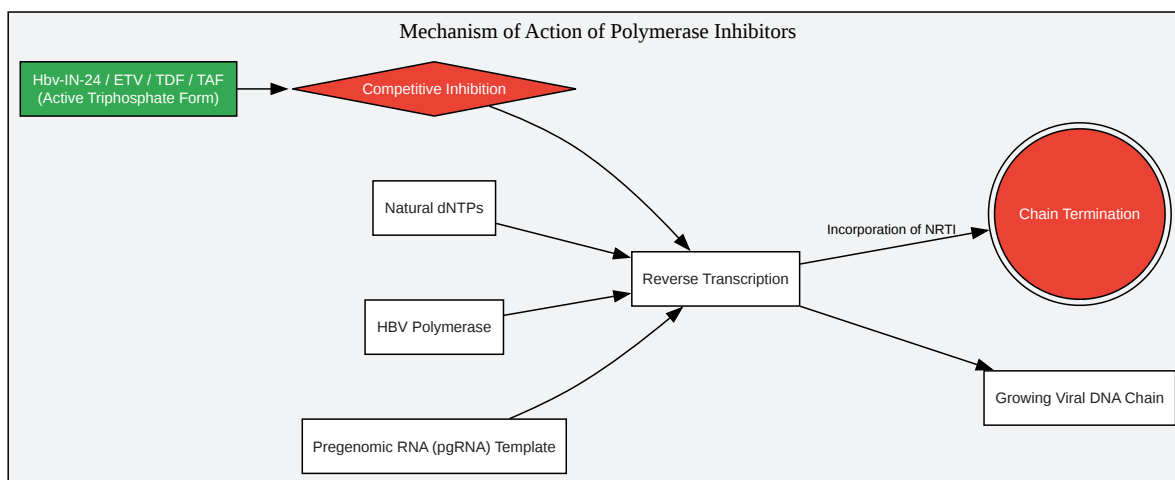 Mechanism of Action of Polymerase Inhibitors
Hbv-IN-24 / ETV / TDF / TAF
(Active Triphosphate Form)
Competitive Inhibition
Natural dNTPs
Chain Termination
Incorporation of NRTI
Reverse Transcription
HBV Polymerase
Growing Viral DNA Chain
Pregenomic RNA (pgRNA) Template